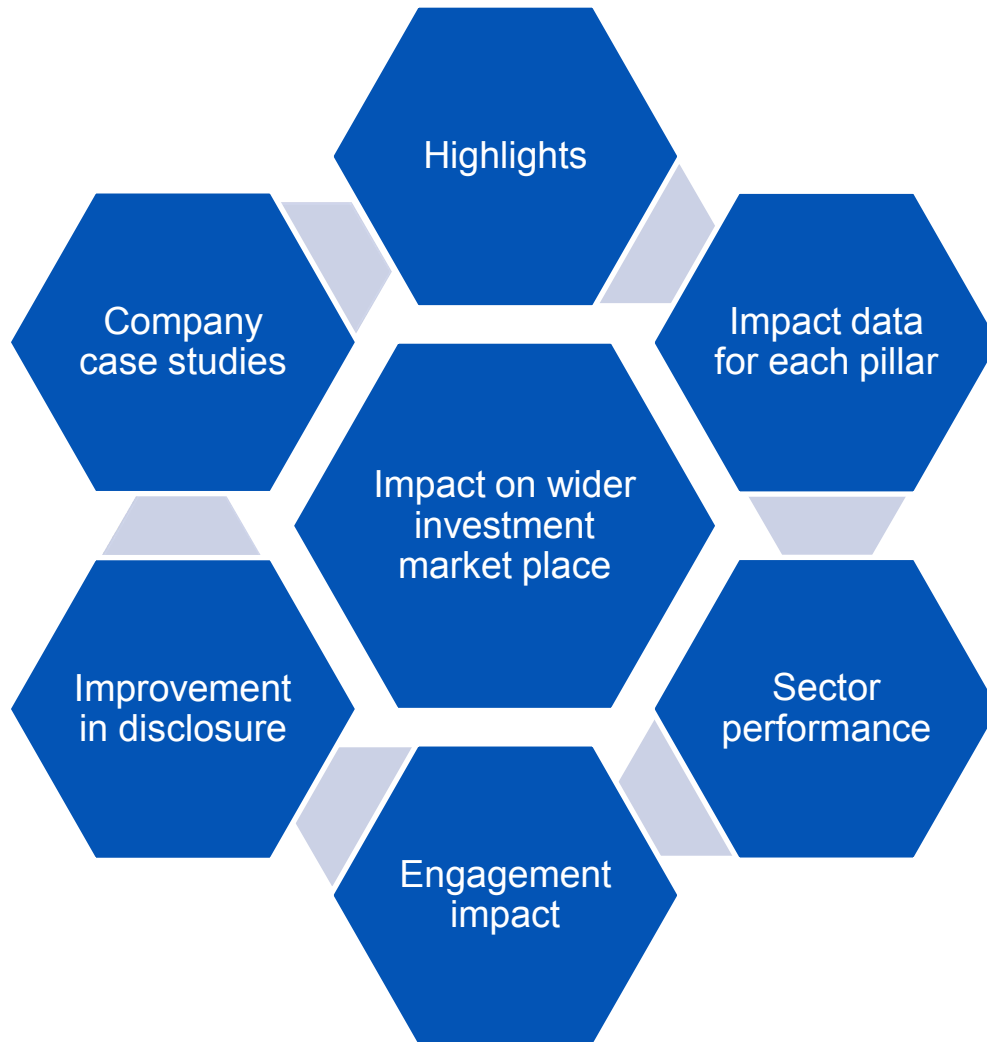 Highlights
Company
case studies
Impact data
for each pillar
Impact on wider
investment
market place
Improvement
in disclosure
Sector
performance
Engagement
impact